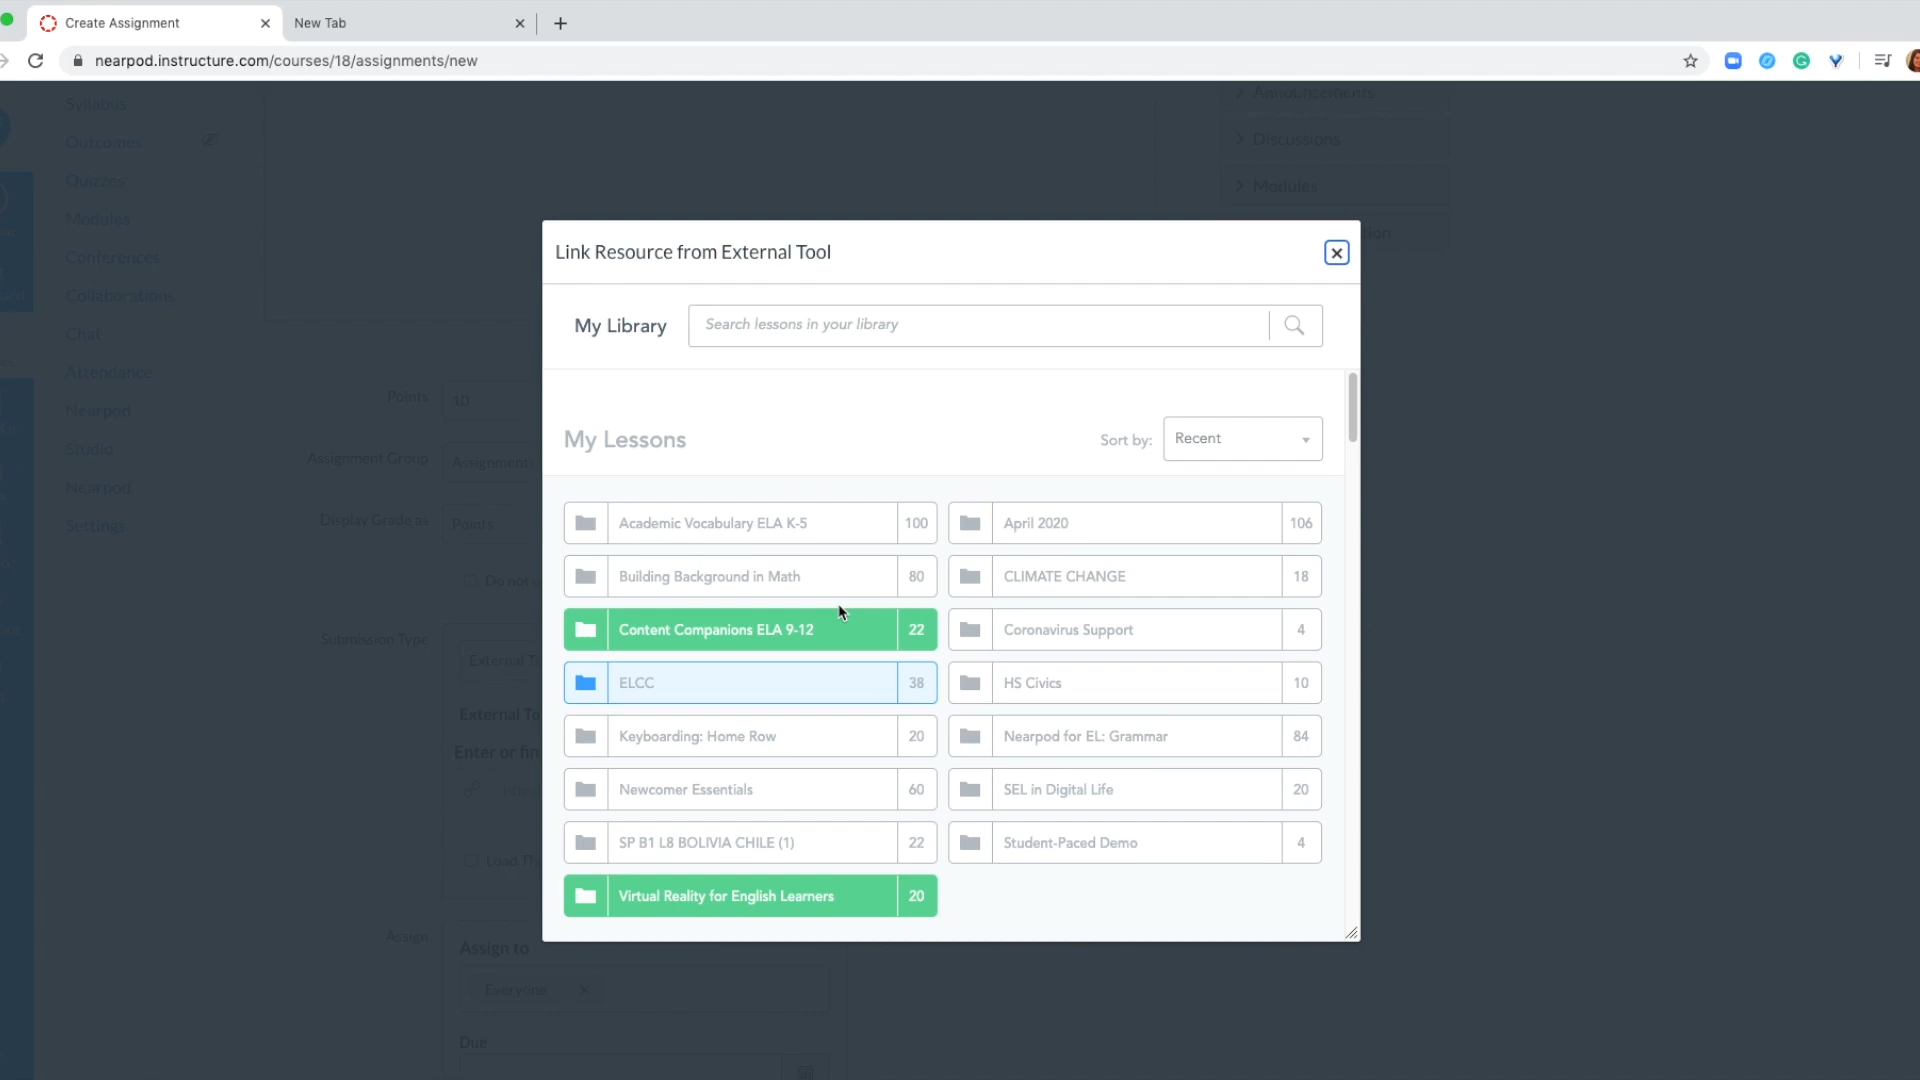 Create Assignment
New Tab
nearpod.instructure.com/courses/18/assignments/new
Syllabus
Outcomes
Quizzes
Modules
Conferences
Collaborations
Chat
Attendance
Nearpod
Studio
Nearpod
Settings
Announcements
Discussions
Modules
Points
10
Assignment Group
Assignments
Display Grade as
Points
Do not
Submission Type
External To
External To
Enter or fin
Load Th
Assign
Assign to
Everyone
Due
Link Resource from External Tool
My Library
Search lessons in your library
My Lessons
Sort by:
Recent
Academic Vocabulary ELA K-5
100
April 2020
106
Building Background in Math
80
CLIMATE CHANGE
18
Content Companions ELA 9-12
22
Coronavirus Support
4
ELCC
38
HS Civics
10
Keyboarding: Home Row
20
Nearpod for EL: Grammar
84
Newcomer Essentials
60
SEL in Digital Life
20
SP B1 L8 BOLIVIA CHILE (1)
22
Student-Paced Demo
4
Virtual Reality for English Learners
20